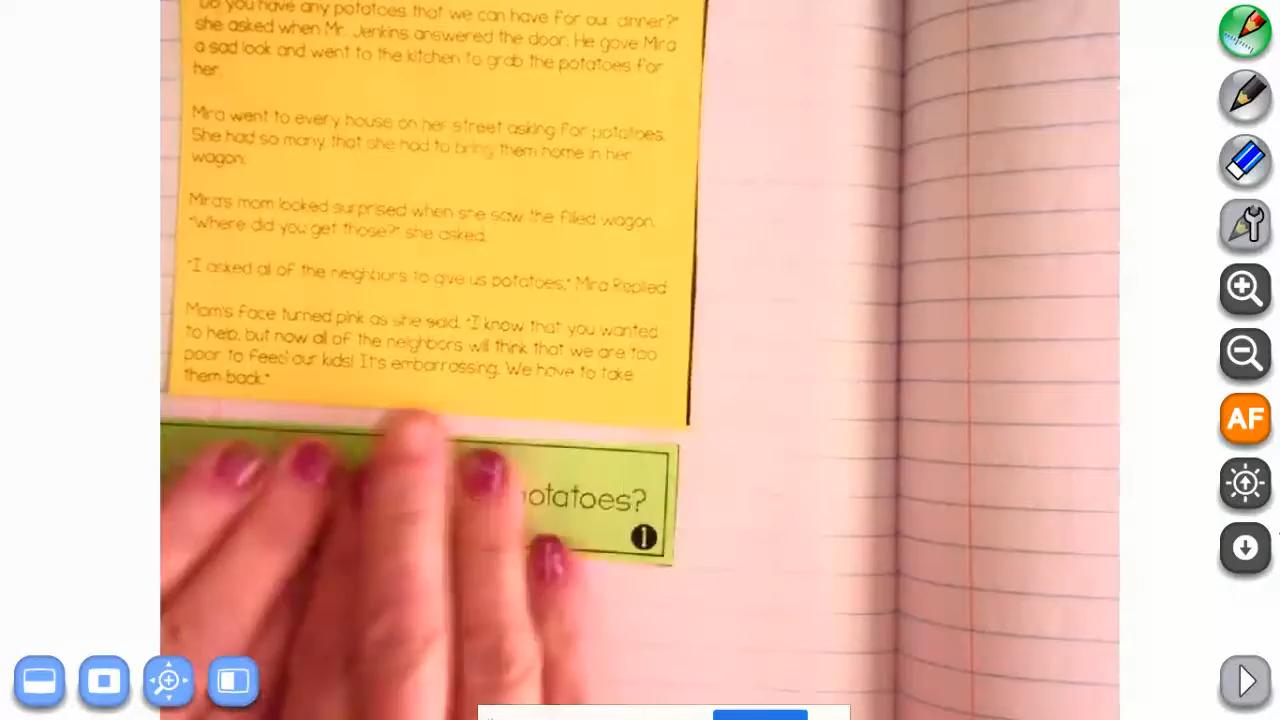 "Do you have any potatoes that we can have for our dinner?"
she asked when Mr. Jenkins answered the door. He gave Mira
a sad look and went to the kitchen to grab the potatoes for
her.
Mira went to every house on her street asking for potatoes.
She had so many that she had to bring them home in her
wagon.
Mira's mom looked surprised when she saw the filled wagon.
"Where did you get those?" she asked.
"I asked all of the neighbors to give us potatoes," Mira Replied
Mom's face turned pink as she said. "I know that you wanted
to help, but now all of the neighbors will think that we are too
poor to feed our kids! It's embarrassing. We have to take
them back."
potatoes?
1
AF